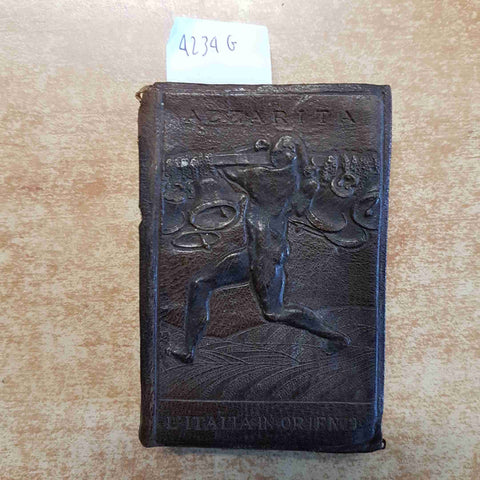 4234 G
AZZARITA
L'ITALIA IN ORIENTE